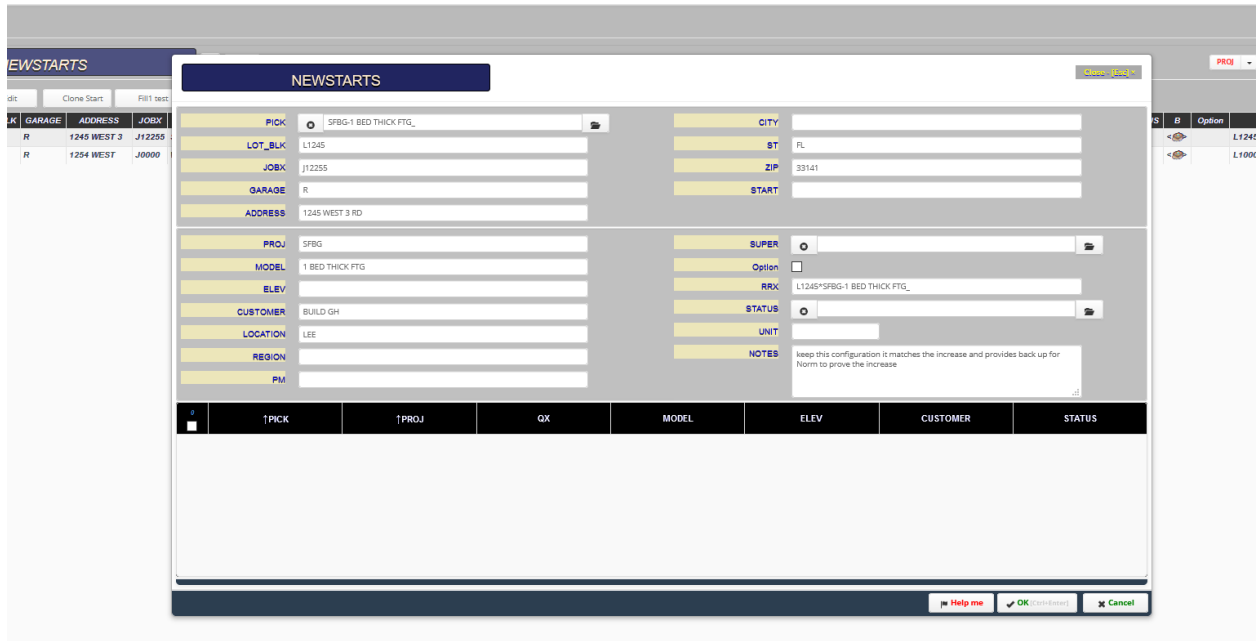 EWSTARTS
NEWSTARTS
Close - [Esc] *
PROJ
dit
Clone Start
Fill1 test
LK GARAGE ADDRESS JOBX
B Option
R 1245 WEST 3 J12255
L1245
R 1254 WEST J0000
L1000
PICK SFBG-1 BED THICK FTG_
LOT_BLK L1245
JOBX J12255
GARAGE R
ADDRESS 1245 WEST 3 RD
CITY
ST FL
ZIP 33141
START
PROJ SFBG
MODEL 1 BED THICK FTG
ELEV
CUSTOMER BUILD GH
LOCATION LEE
REGION
PM
SUPER
Option
RRX L1245*SFBG-1 BED THICK FTG_
STATUS
UNIT
NOTES keep this configuration it matches the increase and provides back up for
Norm to prove the increase
0
↑PICK ↑PROJ QX MODEL ELEV CUSTOMER STATUS
Help me OK(Ctrl+Enter) Cancel